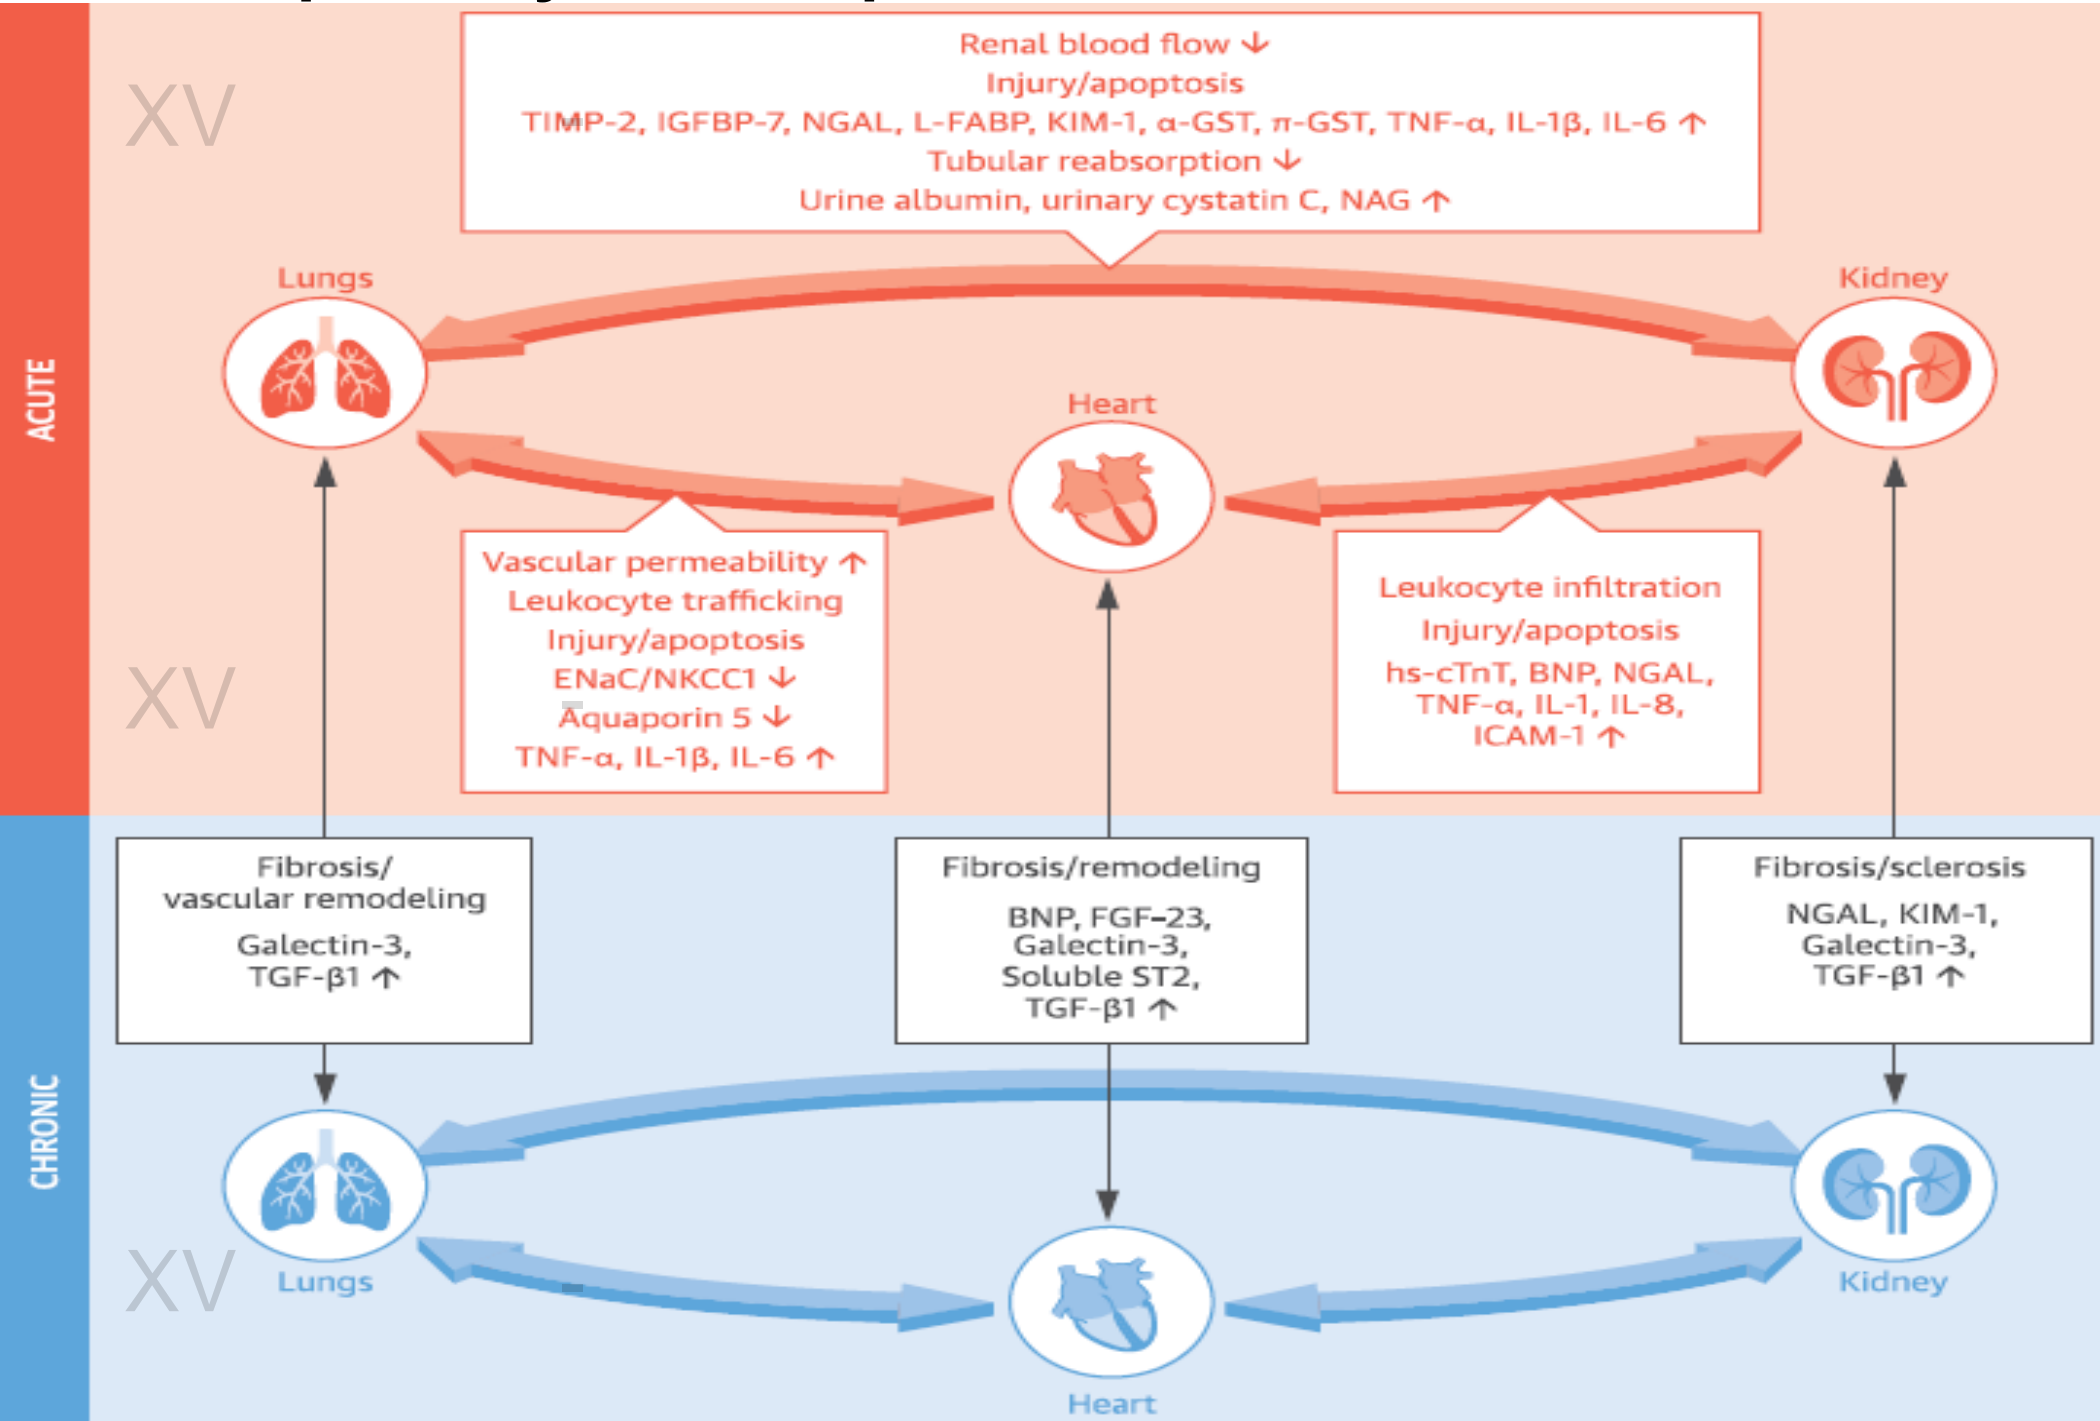 XV
Renal blood flow ↓
Injury/apoptosis
TIMP-2, IGFBP-7, NGAL, L-FABP, KIM-1, α-GST, π-GST, TNF-α, IL-1β, IL-6 ↑
Tubular reabsorption ↓
Urine albumin, urinary cystatin C, NAG ↑
Lungs
Kidney
ACUTE
Heart
Vascular permeability ↑
Leukocyte trafficking
Injury/apoptosis
ENaC/NKCC1 ↓
Aquaporin 5 ↓
TNF-α, IL-1β, IL-6 ↑
Leukocyte infiltration
Injury/apoptosis
hs-cTnT, BNP, NGAL,
TNF-α, IL-1, IL-8,
ICAM-1 ↑
XV
Fibrosis/
vascular remodeling
Galectin-3,
TGF-β1 ↑
Fibrosis/remodeling
BNP, FGF-23,
Galectin-3,
Soluble ST2,
TGF-β1 ↑
Fibrosis/sclerosis
NGAL, KIM-1,
Galectin-3,
TGF-β1 ↑
CHRONIC
XV
Lungs
Kidney
Heart